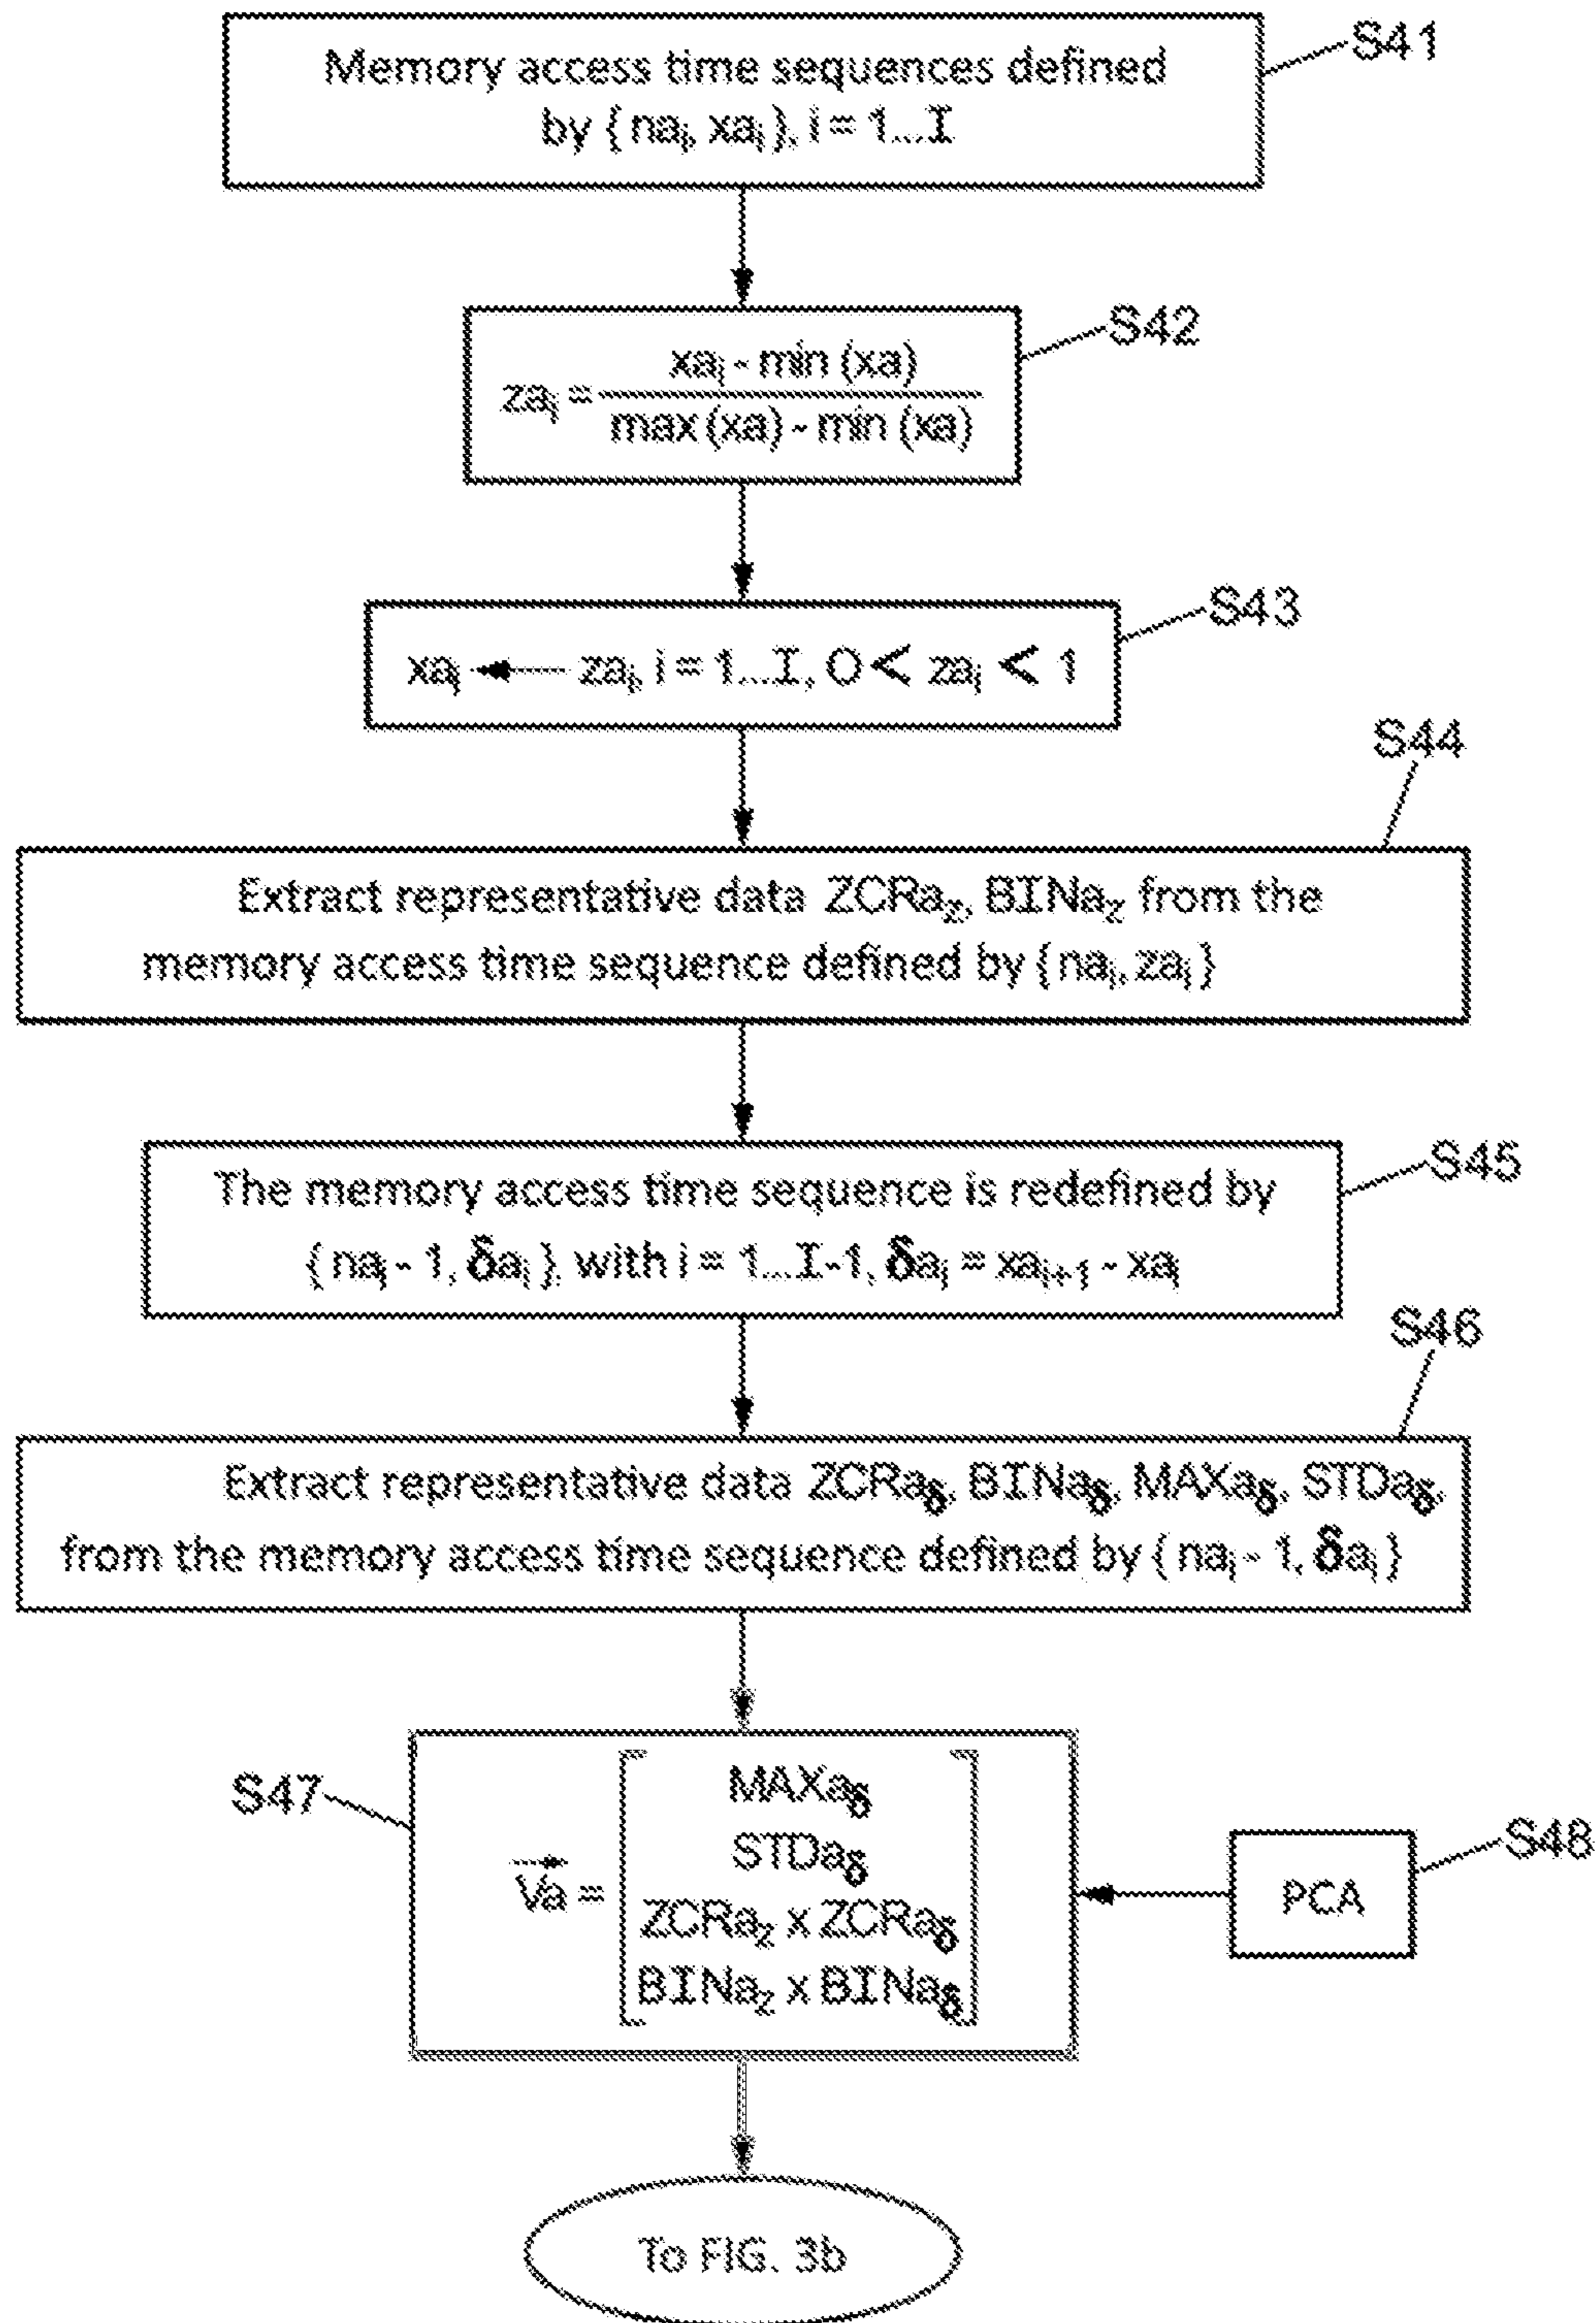 S41
Memory access time sequences defined
by {naᵢ, xaᵢ}, i = 1...I
S42
zaᵢ = xaᵢ - min (xa) / max (xa) - min (xa)
S43
xaᵢ ← zaᵢ, i = 1...I, O < zaᵢ < 1
S44
Extract representative data ZCRa_z, BINa_z from the
memory access time sequence defined by {naᵢ, zaᵢ}
S45
The memory access time sequence is redefined by
{naᵢ - 1, δaᵢ}, with i = 1...I-1, δaᵢ = xaᵢ₊₁ - xaᵢ
S46
Extract representative data ZCRa_δ, BINa_δ, MAXa_δ, STDa_δ,
from the memory access time sequence defined by {naᵢ - 1, δaᵢ}
S47
V⃗a =
MAXa_δ
STDa_δ
ZCRa_z x ZCRa_δ
BINa_z x BINa_δ
S48
PCA
To FIG. 3b